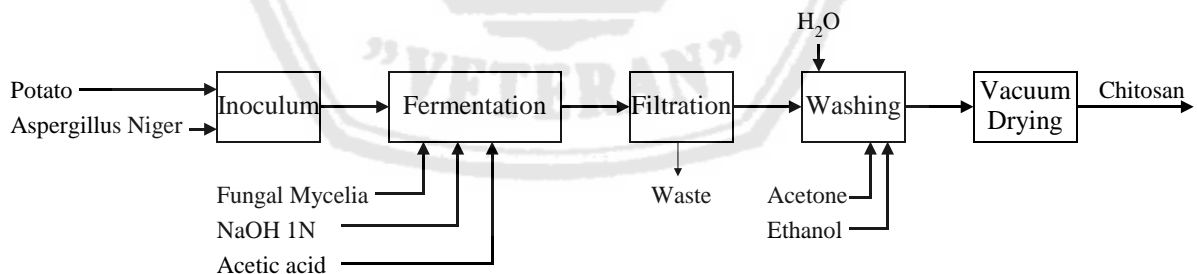 H₂O
"VETERAN"
Potato
Aspergillus Niger
Inoculum
Fermentation
Filtration
Washing
Vacuum
Drying
Chitosan
Fungal Mycelia
NaOH 1N
Acetic acid
Waste
Acetone
Ethanol